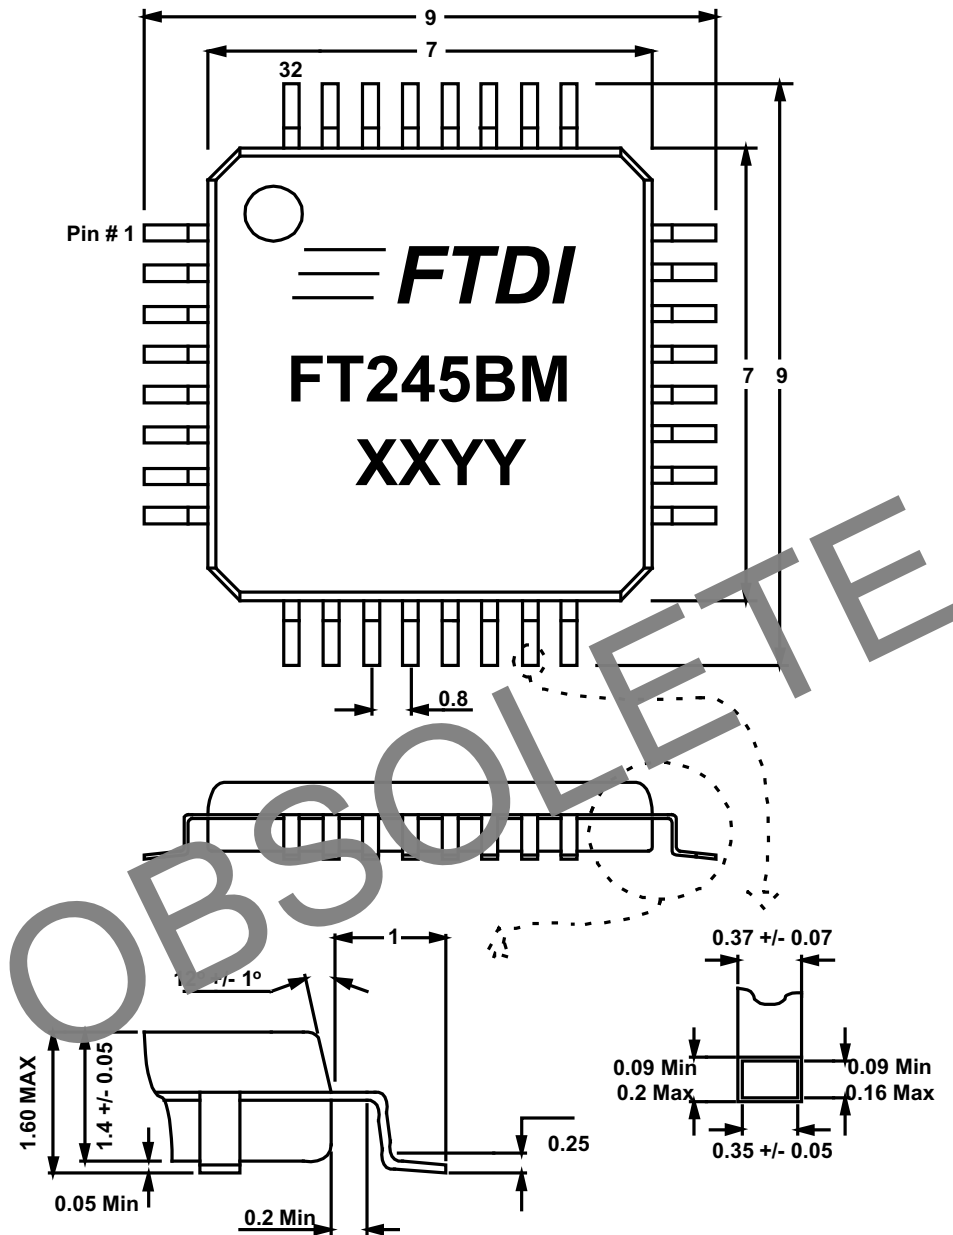 9
7
32
Pin # 1
FTDI
FT245BM
XXYY
7
9
0.8
OBSOLETE
1
12º +/- 1º
0.37 +/- 0.07
1.60 MAX
1.4 +/- 0.05
0.09 Min
0.2 Max
0.09 Min
0.16 Max
0.25
0.35 +/- 0.05
0.05 Min
0.2 Min